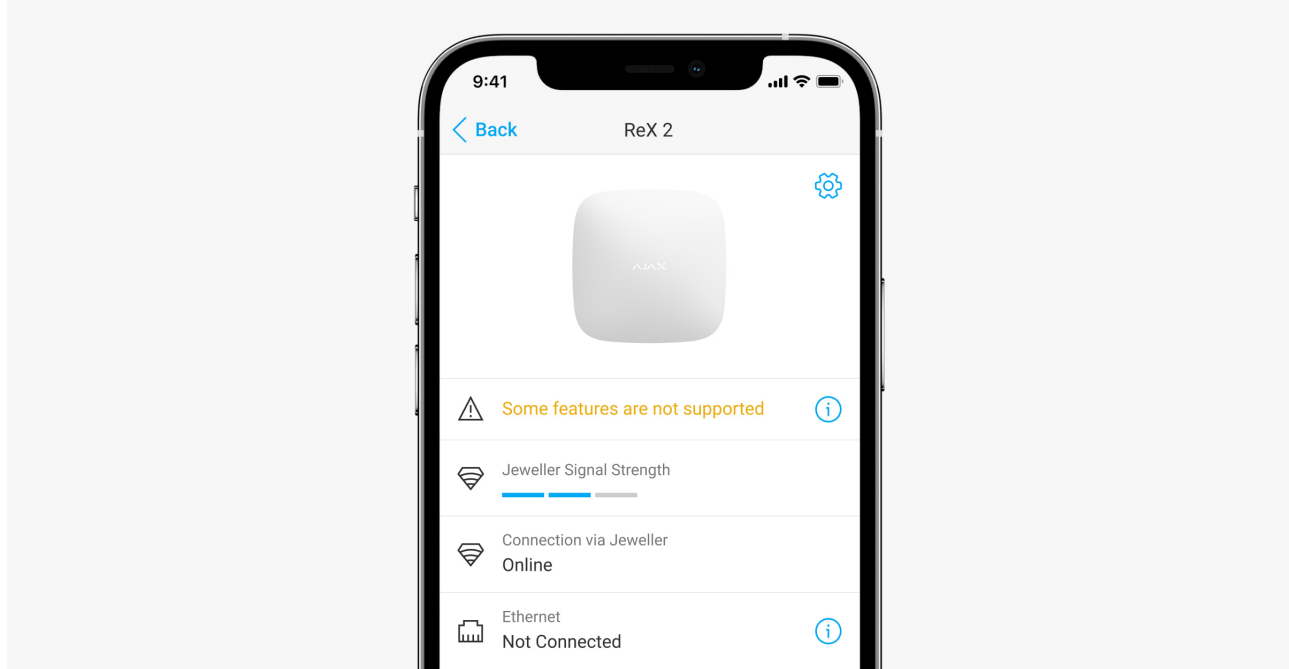 9:41
Back
ReX 2
AJAX
Some features are not supported
Jeweller Signal Strength
Connection via Jeweller
Online
Ethernet
Not Connected